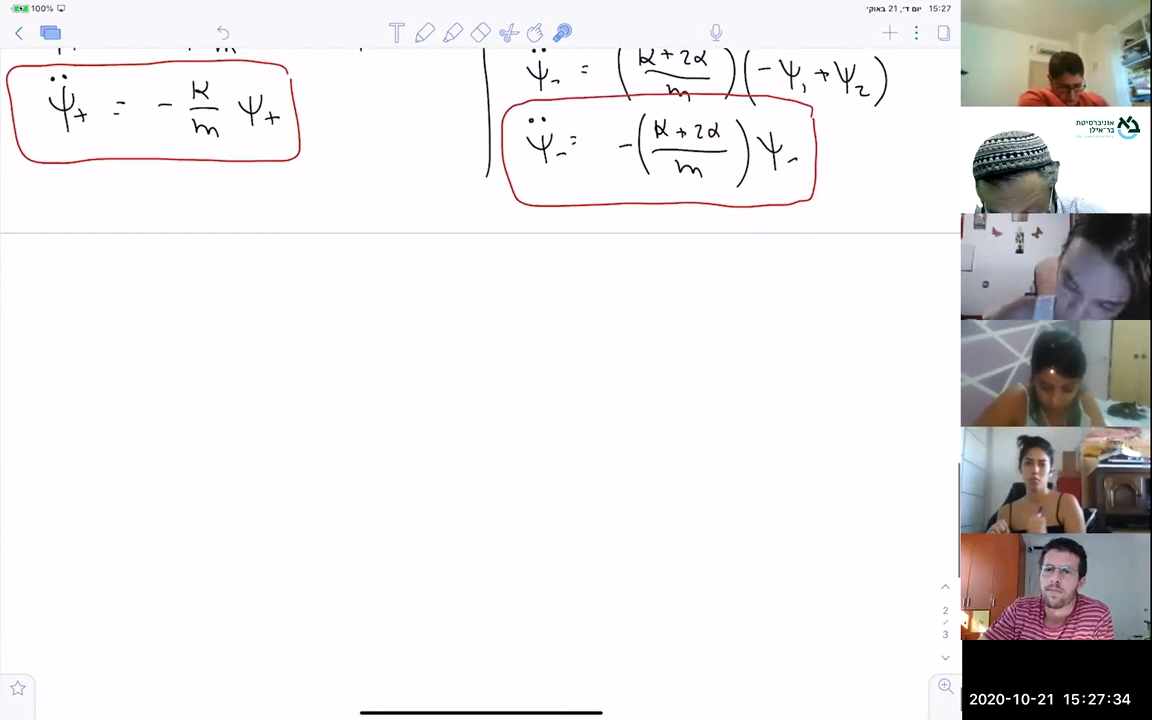 100%
15:27 יום ד׳, 21 באוק׳
T
ψ̈₋ = (K+2α / m)(-ψ₁ + ψ₂)
ψ̈₊ = - K/m ψ₊
ψ̈₋ = -(K+2α / m) ψ₋
אוניברסיטת
בר־אילן
2
/
3
2020-10-21 15:27:34